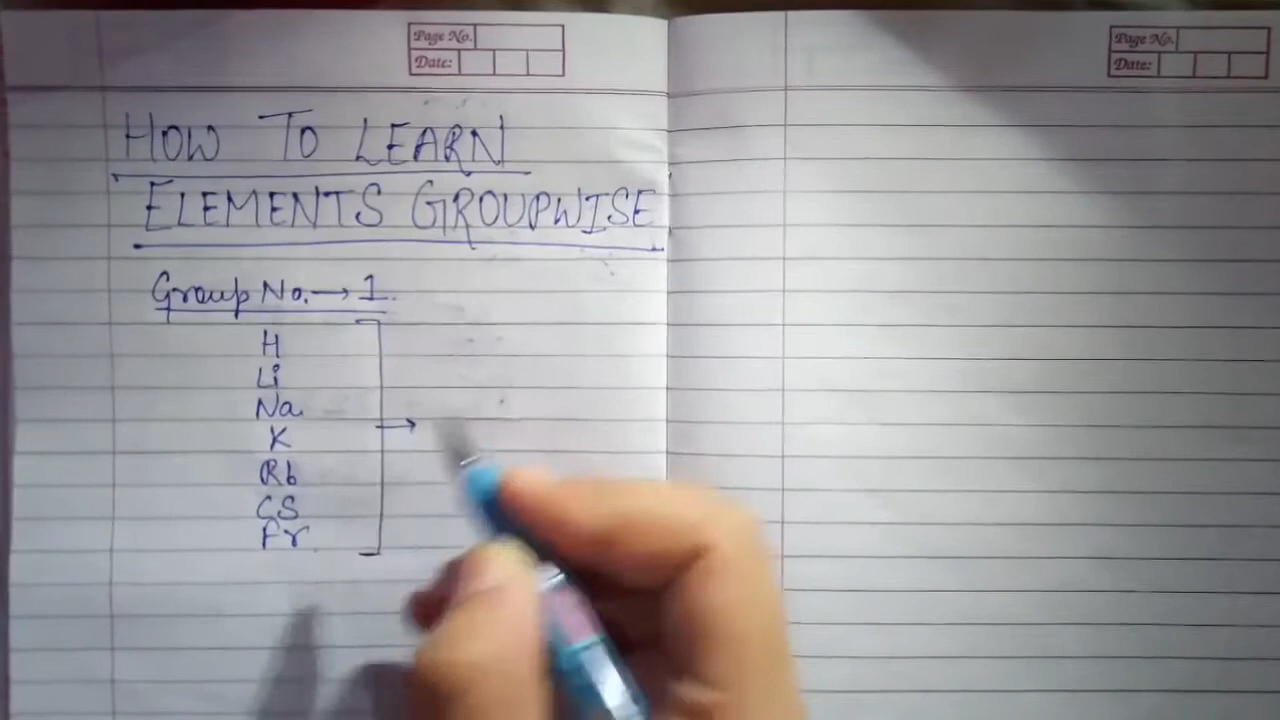 Page No.
Date:
Page No.
Date:
HOW TO LEARN
ELEMENTS GROUPWISE
Group No. → 1.
H
Li
Na
K
Rb
CS
Fr